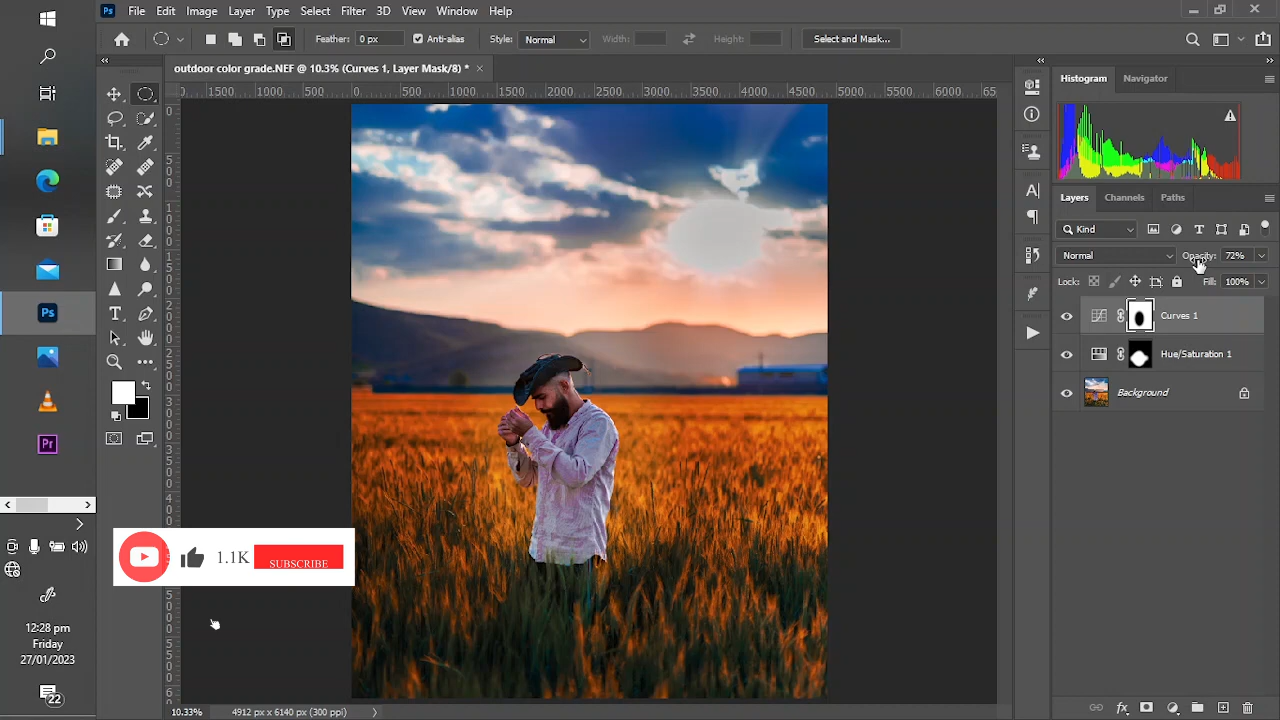 Ps File Edit Image Layer Type Select Filter 3D View Window Help
Feather: 0 px Anti-alias Style: Normal Width: Height: Select and Mask...
outdoor color grade.NEF @ 10.3% (Curves 1, Layer Mask/8) *
1500 1000 500 0 500 1000 1500 2000 2500 3000 3500 4000 4500 5000 5500 6000 65
Histogram Navigator
Layers Channels Paths
Kind
Normal Opacity: 72%
Locks: Fill: 100%
Curves 1
Hue/Saturation 1
Background
Ps
Pr
1.1K SUBSCRIBE
12:28 pm
Friday
27/01/2023
22
10.33% 4912 px x 6140 px (300 ppi)